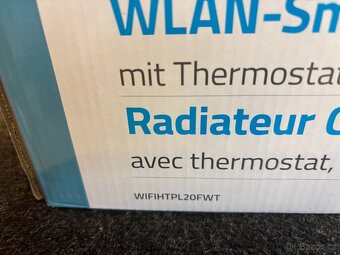 WLAN-Sm
mit Thermostat
Radiateur
avec thermostat,
WIFIHTPL20FWT